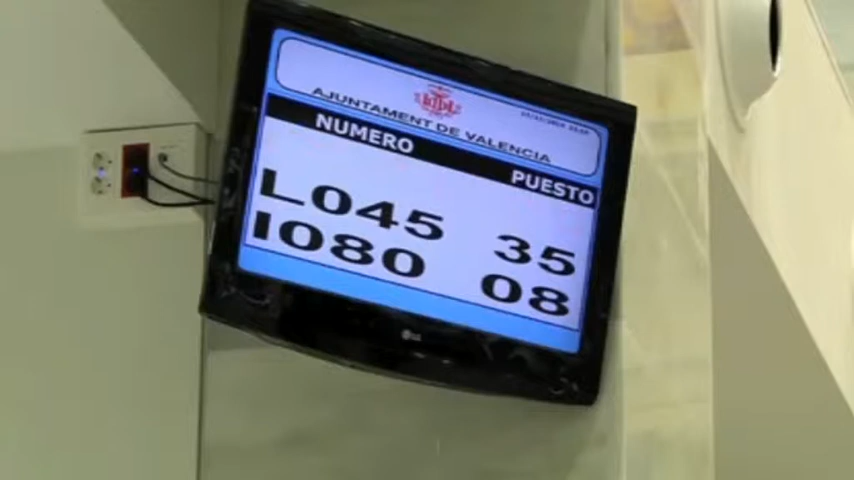 AJUNTAMENT DE VALENCIA
NUMERO PUESTO
L045 35
I080 08
LG